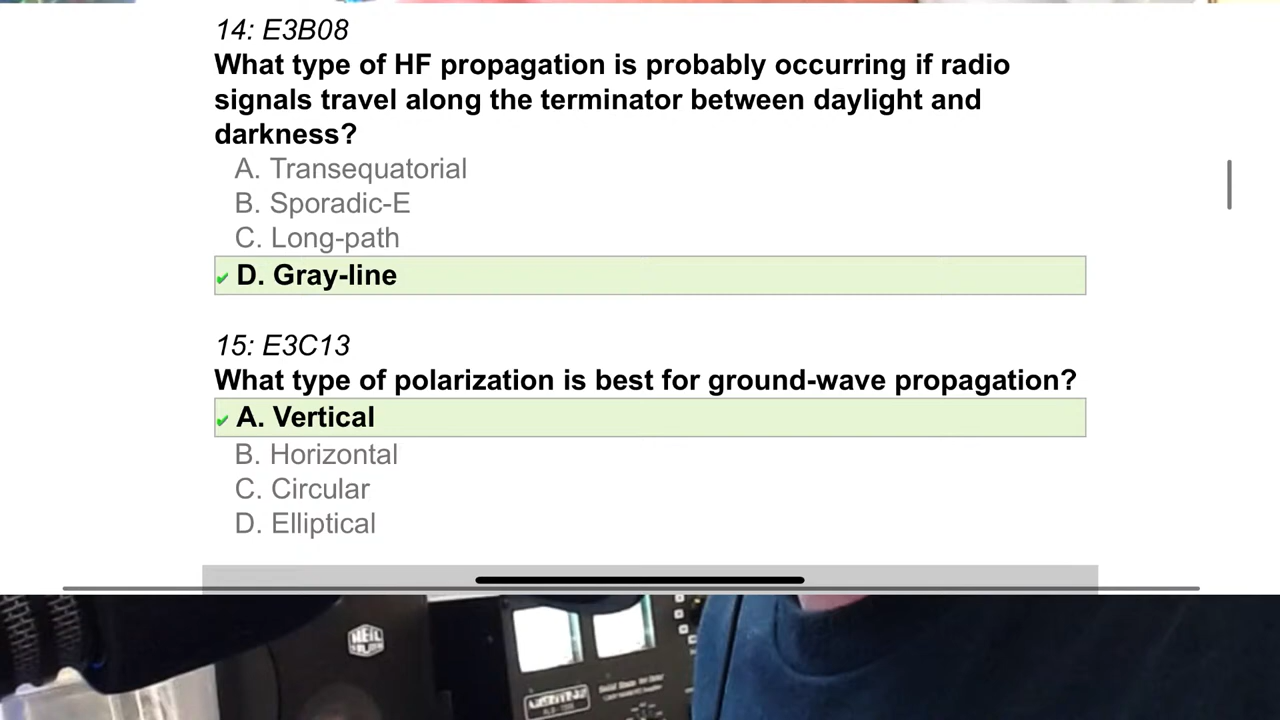 14: E3B08
What type of HF propagation is probably occurring if radio
signals travel along the terminator between daylight and
darkness?
A. Transequatorial
B. Sporadic-E
C. Long-path
✔ D. Gray-line
15: E3C13
What type of polarization is best for ground-wave propagation?
✔ A. Vertical
B. Horizontal
C. Circular
D. Elliptical
HEIL